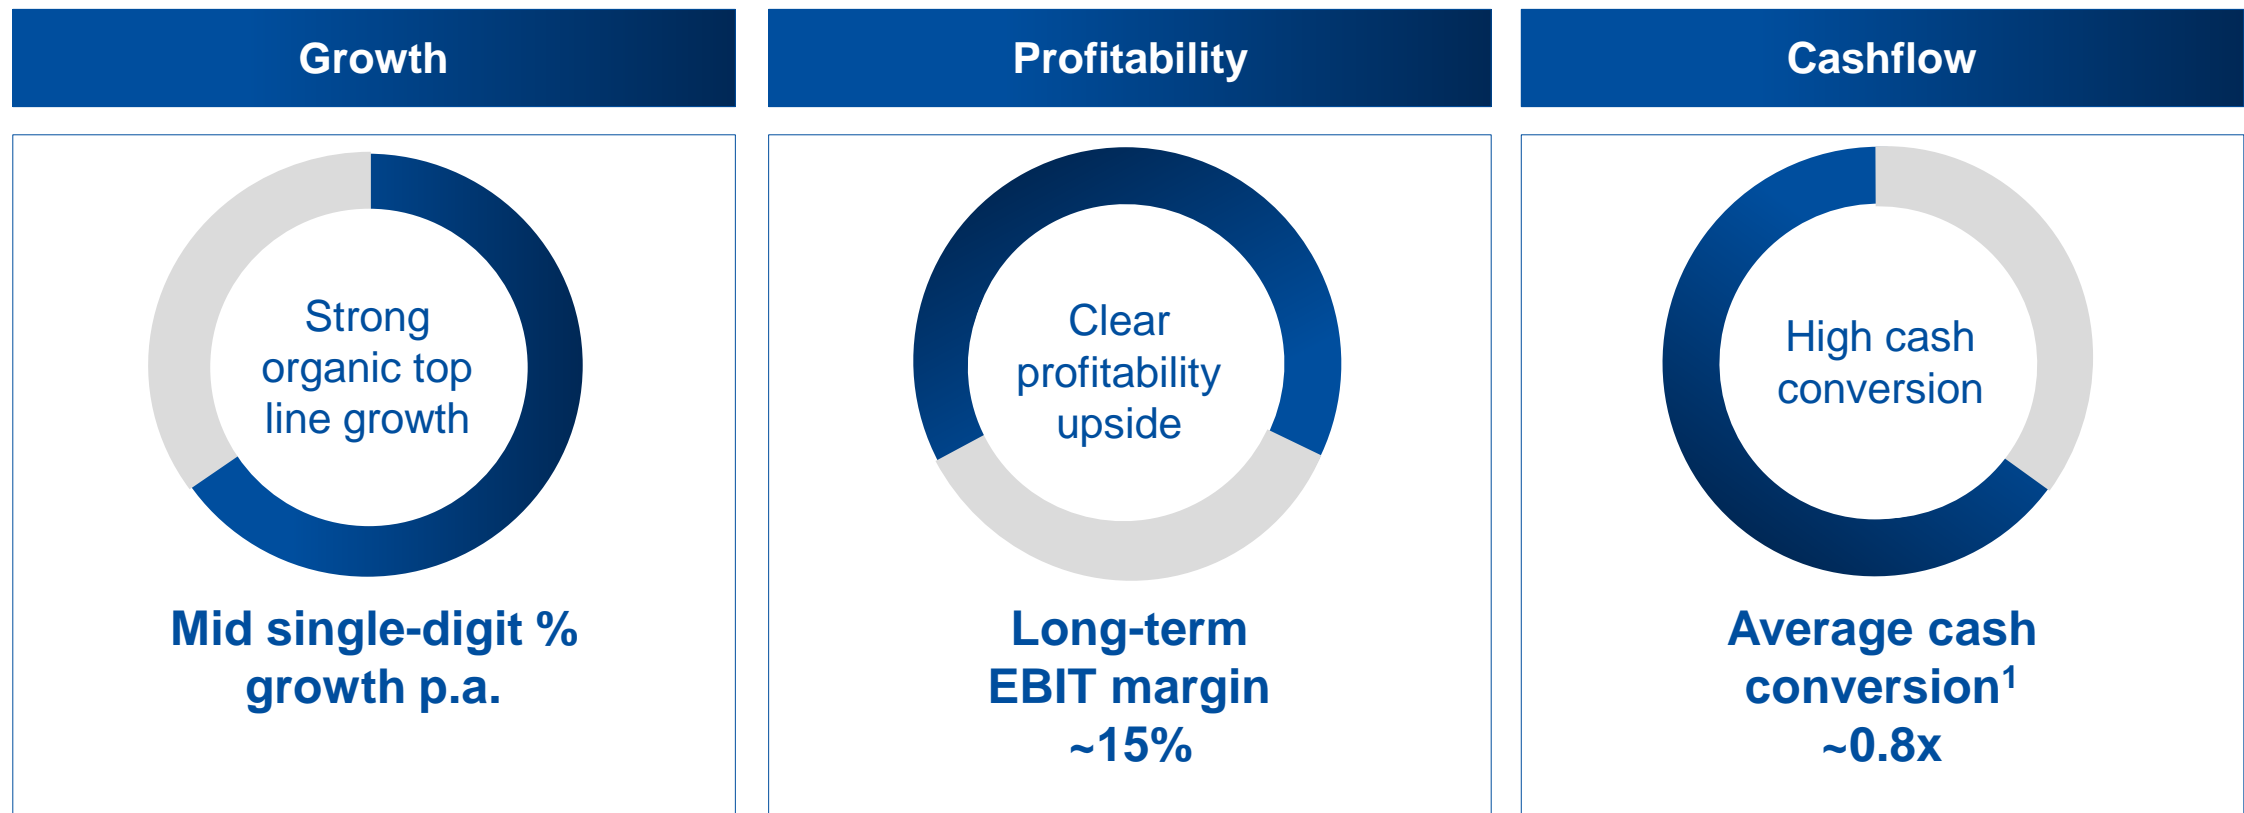 Growth
Profitability
Cashflow
Strong
organic top
line growth
Mid single-digit %
growth p.a.
Clear
profitability
upside
Long-term
EBIT margin
~15%
High cash
conversion
Average cash
conversion¹
~0.8x